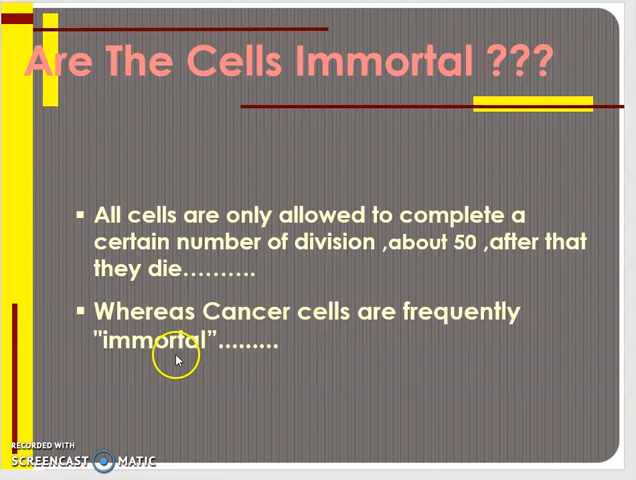 Are The Cells Immortal ???
▪ All cells are only allowed to complete a
certain number of division ,about 50 ,after that
they die..........
▪ Whereas Cancer cells are frequently
"immortal”.........
RECORDED WITH
SCREENCAST MATIC